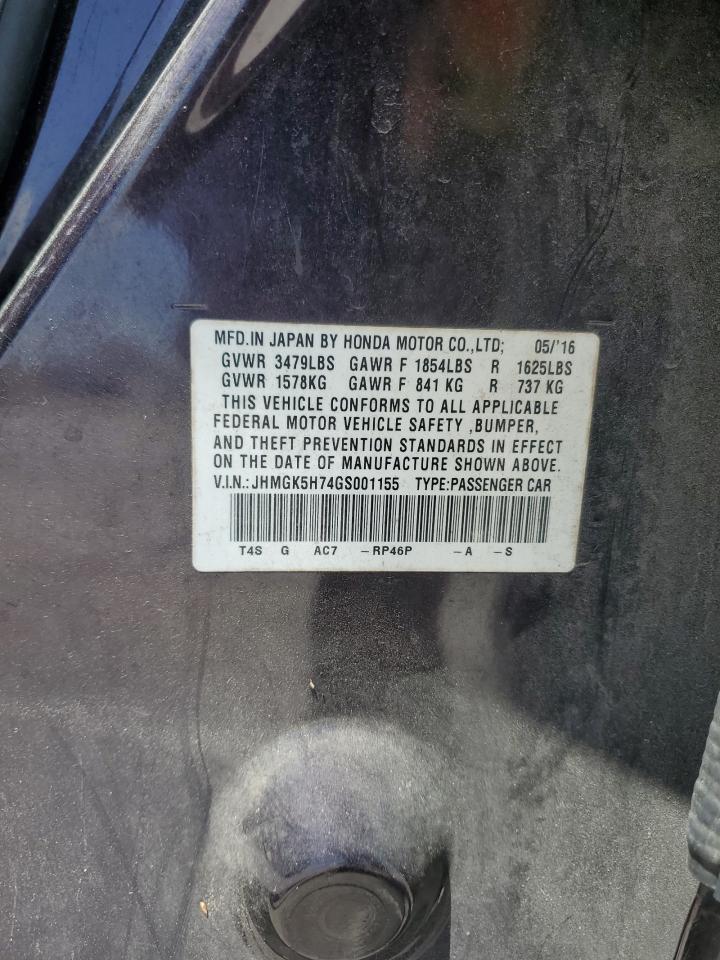 MFD.IN JAPAN BY HONDA MOTOR CO.,LTD; 05/'16
GVWR 3479LBS GAWR F 1854LBS R 1625LBS
GVWR 1578KG GAWR F 841 KG R 737 KG
THIS VEHICLE CONFORMS TO ALL APPLICABLE
FEDERAL MOTOR VEHICLE SAFETY ,BUMPER,
AND THEFT PREVENTION STANDARDS IN EFFECT
ON THE DATE OF MANUFACTURE SHOWN ABOVE.
V.I.N.:JHMGK5H74GS001155 TYPE:PASSENGER CAR
T4S G AC7 -RP46P -A -S